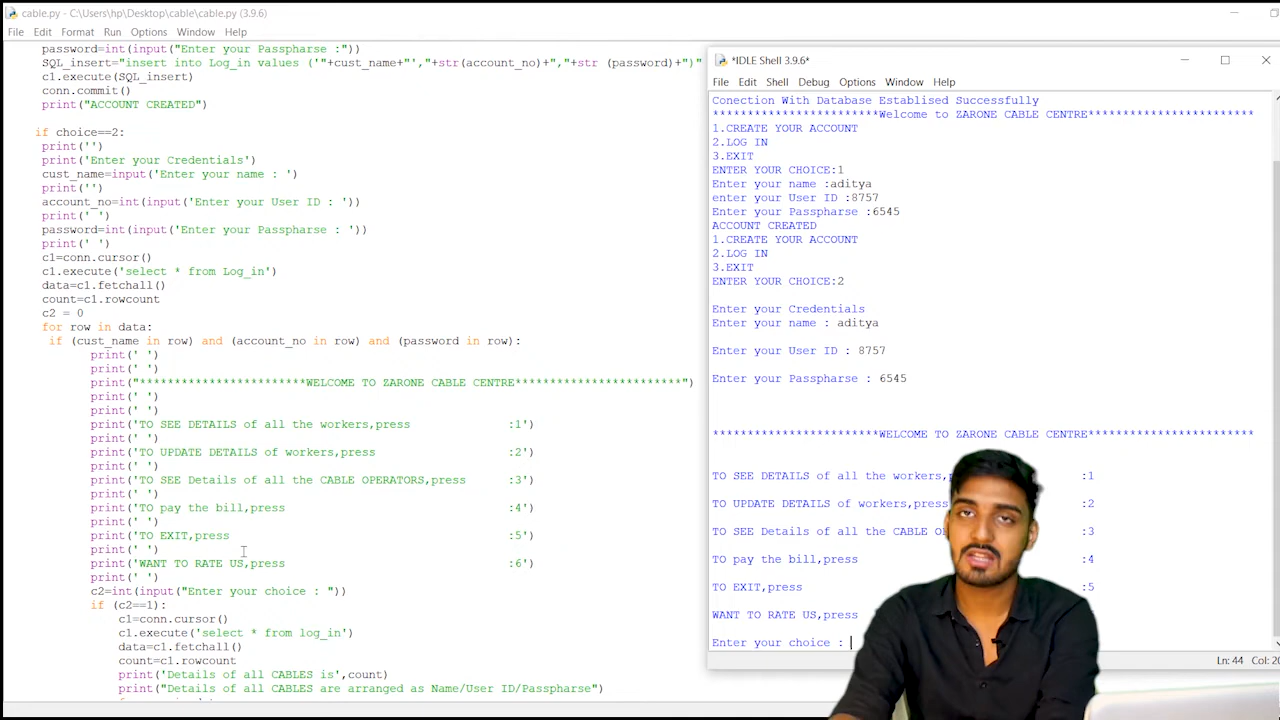 cable.py - C:\Users\hp\Desktop\cable\cable.py (3.9.6)
File Edit Format Run Options Window Help
password=int(input("Enter your Passpharse :"))
SQL_insert="insert into Log_in values ('"+cust_name+"',"+str(account_no)+","+str (password)+")"
c1.execute(SQL_insert)
conn.commit()
print("ACCOUNT CREATED")
if choice==2:
print('')
print('Enter your Credentials')
cust_name=input('Enter your name : ')
print('')
account_no=int(input('Enter your User ID : '))
print(' ')
password=int(input('Enter your Passpharse : '))
print(' ')
c1=conn.cursor()
c1.execute('select * from Log_in')
data=c1.fetchall()
count=c1.rowcount
c2 = 0
for row in data:
if (cust_name in row) and (account_no in row) and (password in row):
print(' ')
print(' ')
print("************************WELCOME TO ZARONE CABLE CENTRE************************")
print(' ')
print(' ')
print('TO SEE DETAILS of all the workers,press :1')
print(' ')
print('TO UPDATE DETAILS of workers,press :2')
print(' ')
print('TO SEE Details of all the CABLE OPERATORS,press :3')
print(' ')
print('TO pay the bill,press :4')
print(' ')
print('TO EXIT,press :5')
print(' ')
print('WANT TO RATE US,press :6')
print(' ')
c2=int(input("Enter your choice : "))
if (c2==1):
c1=conn.cursor()
c1.execute('select * from log_in')
data=c1.fetchall()
count=c1.rowcount
print('Details of all CABLES is',count)
print("Details of all CABLES are arranged as Name/User ID/Passpharse")
*IDLE Shell 3.9.6*
File Edit Shell Debug Options Window Help
Conection With Database Establised Successfully
************************Welcome to ZARONE CABLE CENTRE************************
1.CREATE YOUR ACCOUNT
2.LOG IN
3.EXIT
ENTER YOUR CHOICE:1
Enter your name :aditya
enter your User ID :8757
Enter your Passpharse :6545
ACCOUNT CREATED
1.CREATE YOUR ACCOUNT
2.LOG IN
3.EXIT
ENTER YOUR CHOICE:2
Enter your Credentials
Enter your name : aditya
Enter your User ID : 8757
Enter your Passpharse : 6545
************************WELCOME TO ZARONE CABLE CENTRE************************
TO SEE DETAILS of all the workers,p :1
TO UPDATE DETAILS of workers,press :2
TO SEE Details of all the CABLE O :3
TO pay the bill,press :4
TO EXIT,press :5
WANT TO RATE US,press
Enter your choice :
Ln: 44 Col: 20